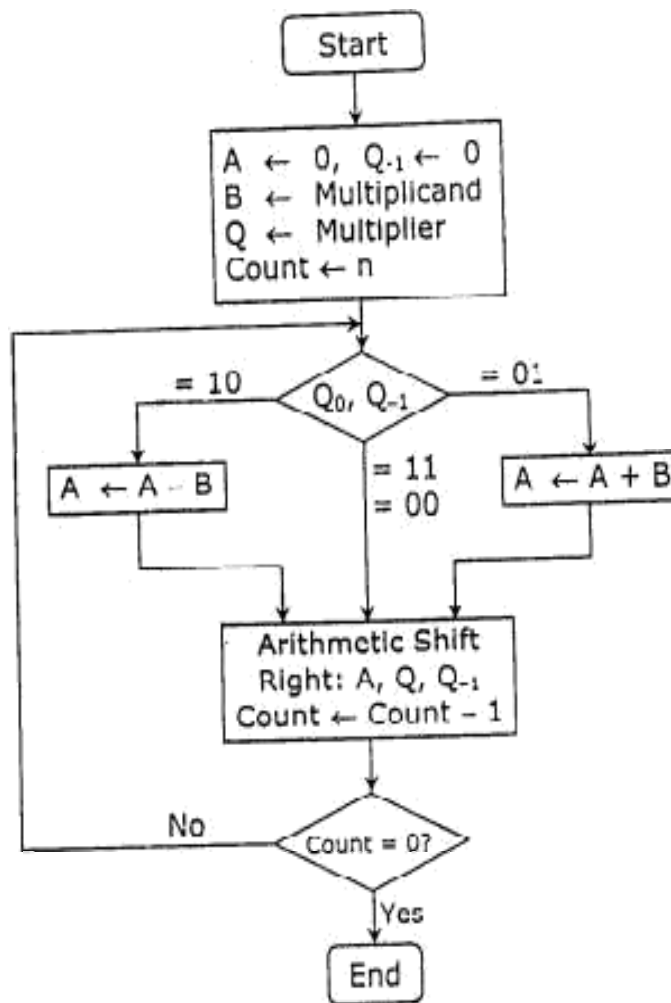 Start
A ← 0, Q₋₁ ← 0
B ← Multiplicand
Q ← Multiplier
Count ← n
= 10
Q₀, Q₋₁
= 01
A ← A - B
= 11
= 00
A ← A + B
Arithmetic Shift
Right: A, Q, Q₋₁
Count ← Count - 1
No
Count = 0?
Yes
End